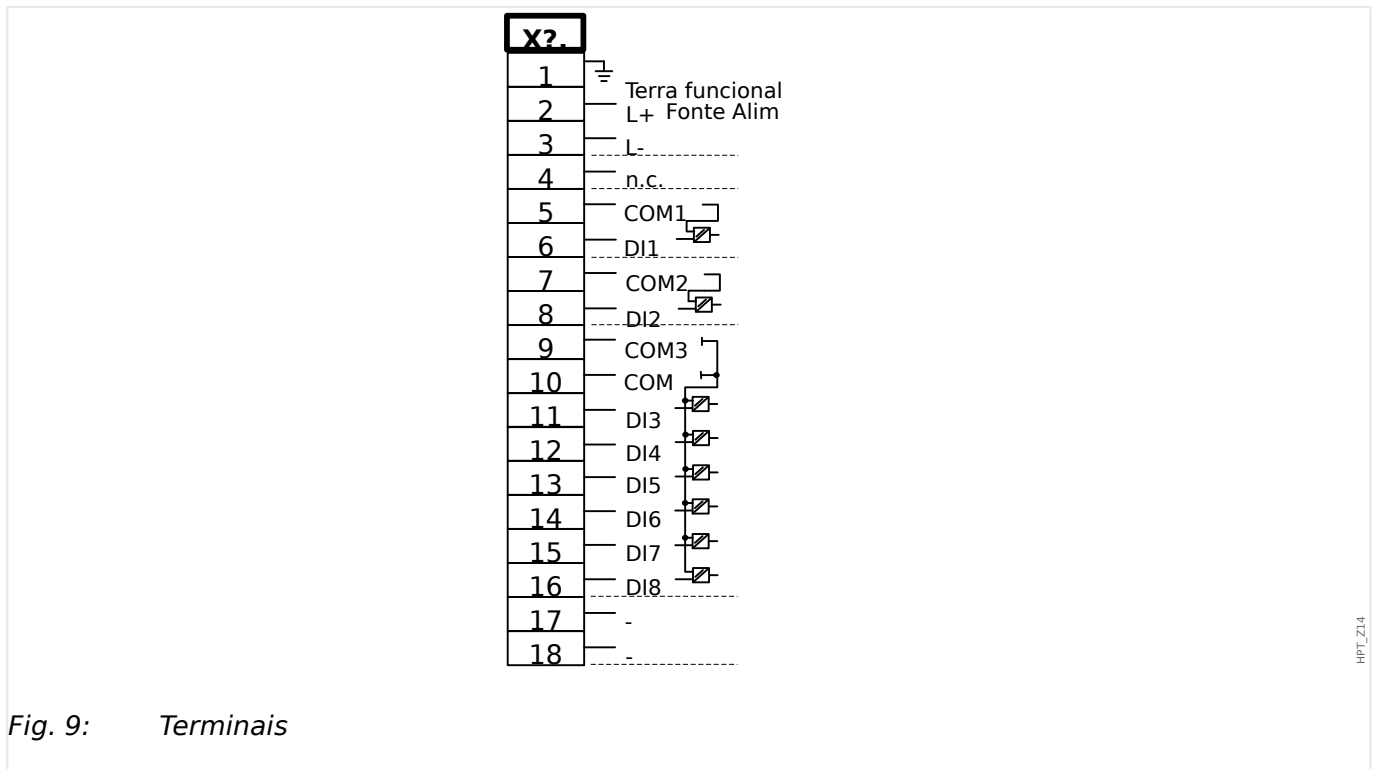 X?.
1
Terra funcional
2 L+ Fonte Alim
3 L-
4 n.c.
5 COM1
6 DI1
7 COM2
8 DI2
9 COM3
10 COM
11 DI3
12 DI4
13 DI5
14 DI6
15 DI7
16 DI8
17 -
18 -
HPT_Z14
Fig. 9: Terminais